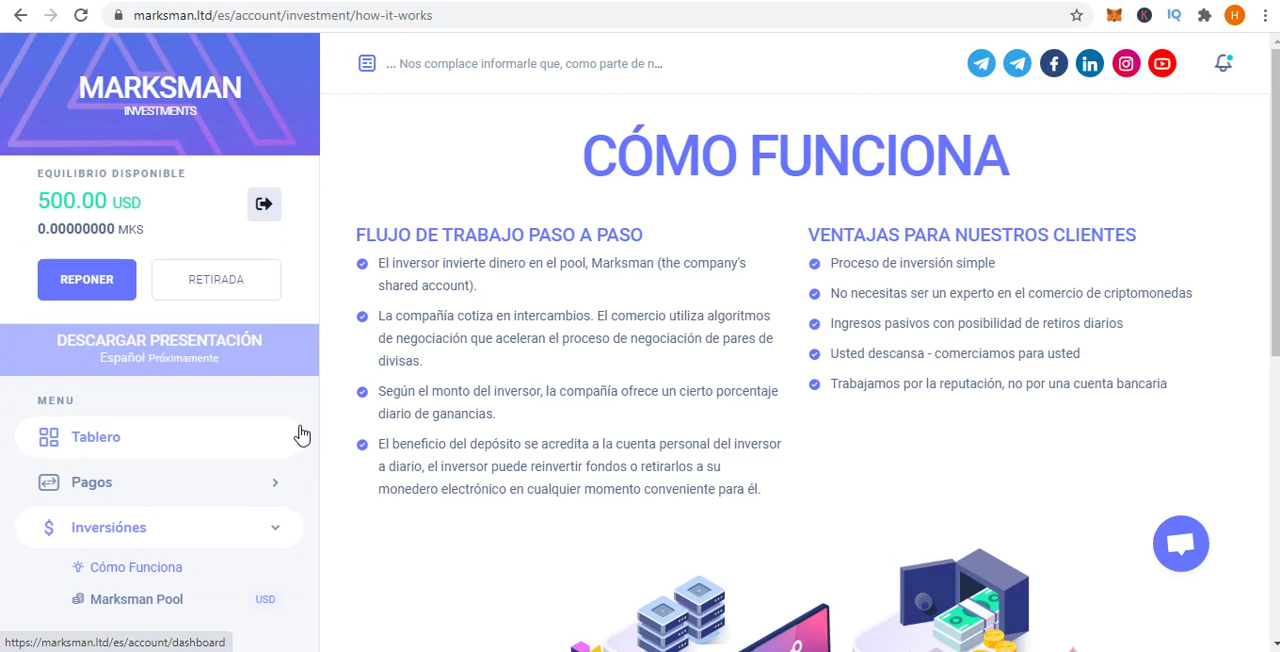 marksman.ltd/es/account/investment/how-it-works
K
IQ
H
MARKSMAN
INVESTMENTS
... Nos complace informarle que, como parte de n...
EQUILIBRIO DISPONIBLE
500.00 USD
0.00000000 MKS
REPONER
RETIRADA
DESCARGAR PRESENTACIÓN
Español Próximamente
MENU
Tablero
Pagos
Inversiónes
Cómo Funciona
Marksman Pool USD
https://marksman.ltd/es/account/dashboard
CÓMO FUNCIONA
FLUJO DE TRABAJO PASO A PASO
El inversor invierte dinero en el pool, Marksman (the company's
shared account).
La compañía cotiza en intercambios. El comercio utiliza algoritmos
de negociación que aceleran el proceso de negociación de pares de
divisas.
Según el monto del inversor, la compañía ofrece un cierto porcentaje
diario de ganancias.
El beneficio del depósito se acredita a la cuenta personal del inversor
a diario, el inversor puede reinvertir fondos o retirarlos a su
monedero electrónico en cualquier momento conveniente para él.
VENTAJAS PARA NUESTROS CLIENTES
Proceso de inversión simple
No necesitas ser un experto en el comercio de criptomonedas
Ingresos pasivos con posibilidad de retiros diarios
Usted descansa - comerciamos para usted
Trabajamos por la reputación, no por una cuenta bancaria